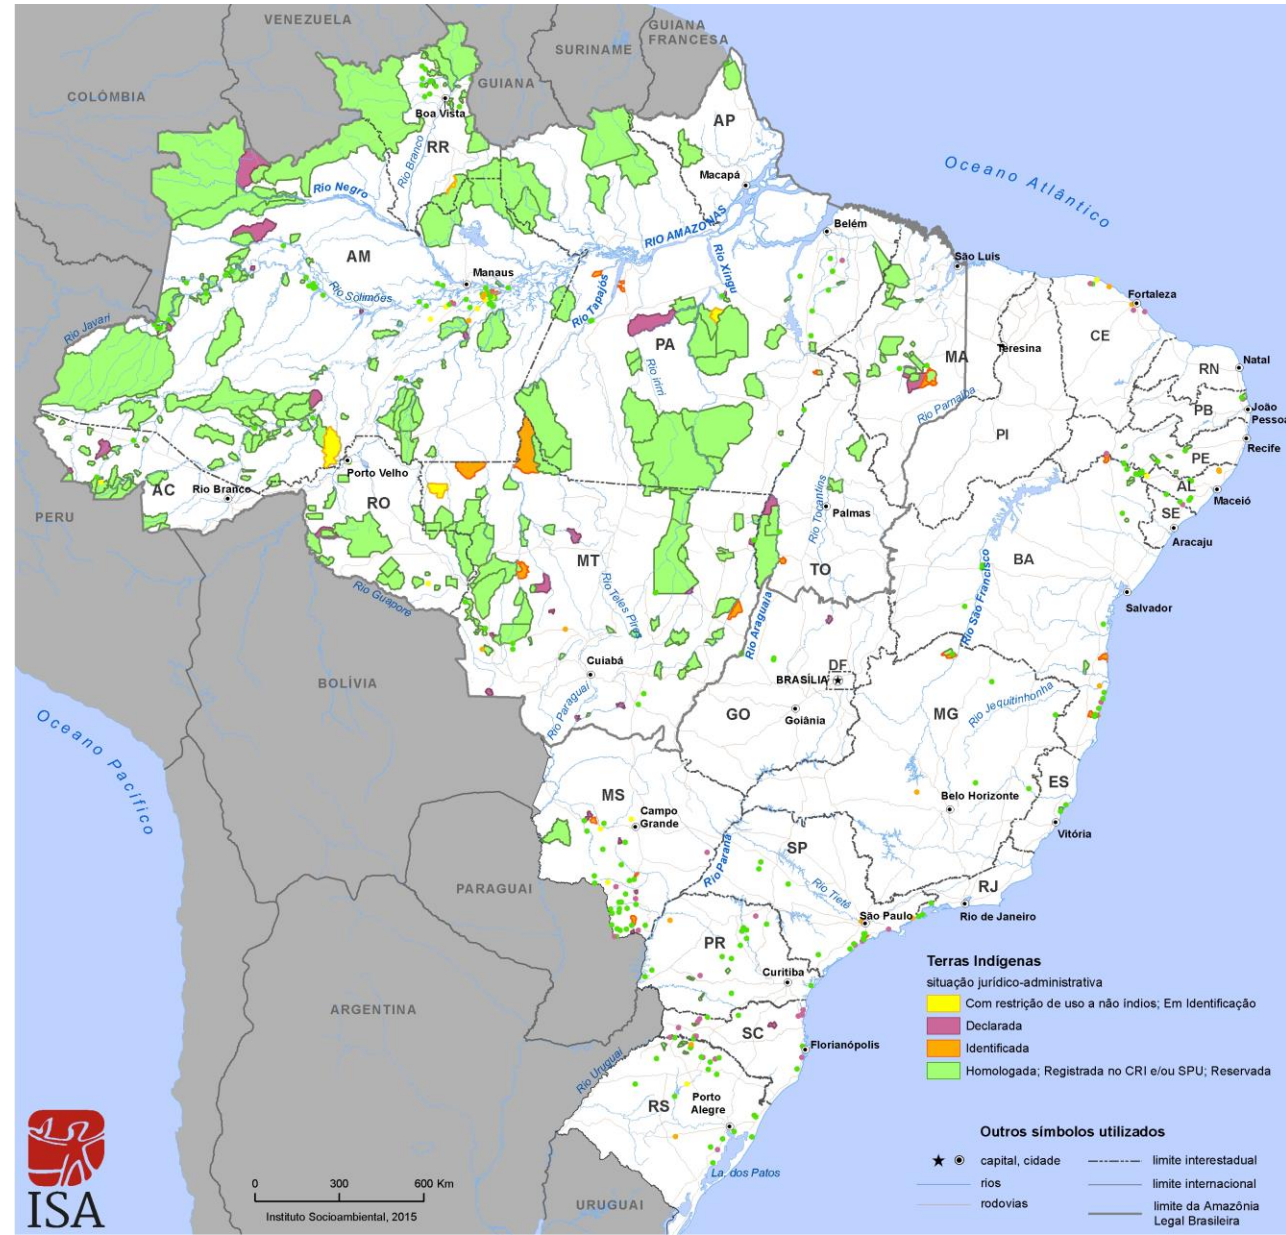 VENEZUELA
GUIANA
FRANCESA
SURINAME
GUIANA
COLÔMBIA
Boa Vista
AP
RR
Rio Branco
Macapá
Oceano Atlântico
Rio Negro
Belém
RIO AMAZONAS
AM
Rio Xingu
São Luis
Manaus
Rio Solimões
Rio Tapajós
Fortaleza
Rio Javari
PA
MA
Teresina
CE
Rio Iriri
RN
Natal
Rio Parnaíba
PB
João
Pessoa
PI
Recife
PE
Porto Velho
AC
Rio Branco
AL
Maceió
RO
Rio Tocantins
Palmas
SE
PERU
Aracaju
MT
TO
BA
Rio São Francisco
Rio Guaporé
Rio Teles Pires
Salvador
Rio Araguaia
Cuiabá
DF
BRASÍLIA
BOLÍVIA
Rio Paraguai
GO
Goiânia
MG
Rio Jequitinhonha
Oceano Pacífico
MS
Campo
Grande
Belo Horizonte
ES
Vitória
SP
Rio Paraná
PARAGUAI
Rio Tietê
RJ
São Paulo
Rio de Janeiro
PR
Curitiba
ARGENTINA
SC
Florianópolis
Rio Uruguai
RS
Porto
Alegre
La. dos Patos
URUGUAI
Terras Indígenas
situação jurídico-administrativa
Com restrição de uso a não índios; Em Identificação
Declarada
Identificada
Homologada; Registrada no CRI e/ou SPU; Reservada
Outros símbolos utilizados
capital, cidade
limite interestadual
rios
limite internacional
rodovias
limite da Amazônia
Legal Brasileira
0 300 600 Km
Instituto Socioambiental, 2015
ISA